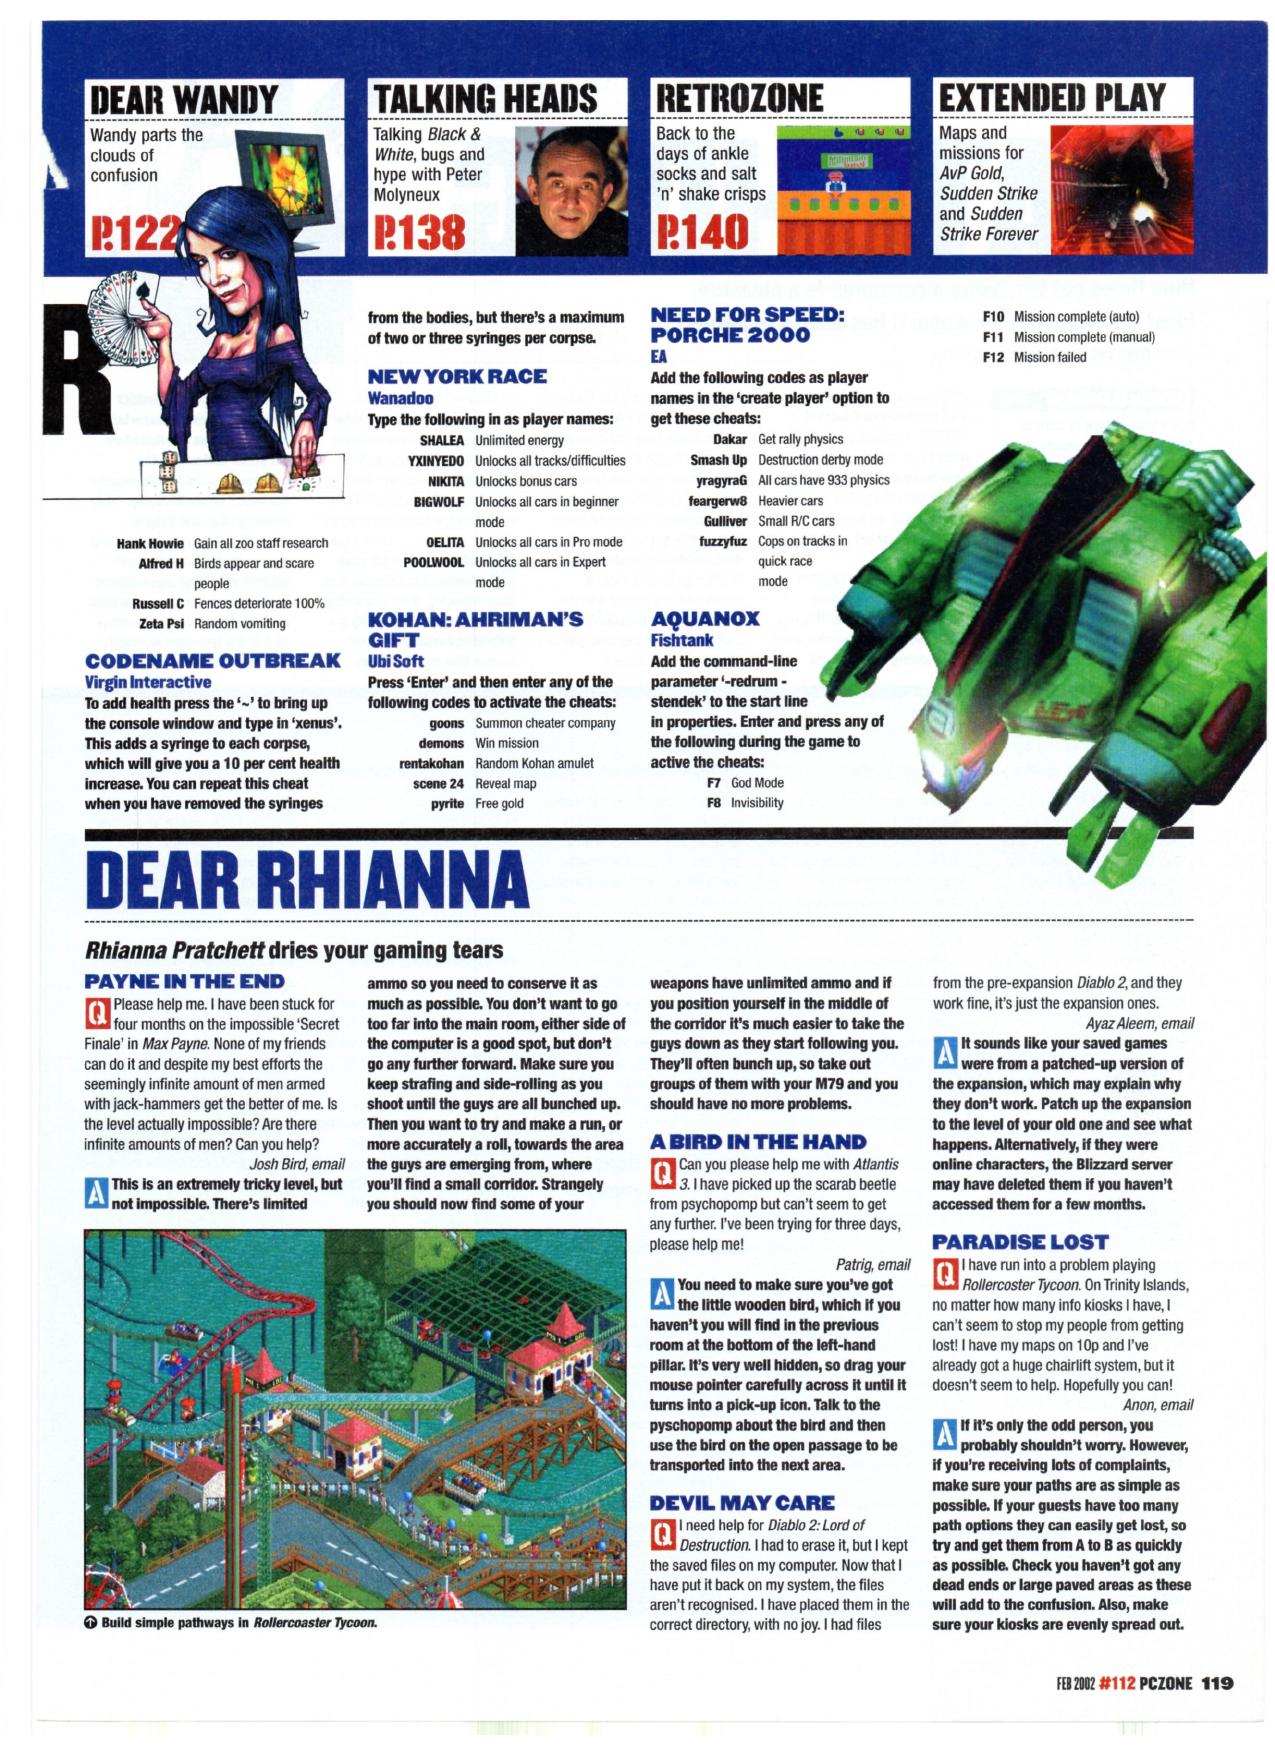 DEAR WANDY
Wandy parts the
clouds of
confusion
P.122
TALKING HEADS
Talking Black &
White, bugs and
hype with Peter
Molyneux
P.138
RETROZONE
Back to the
days of ankle
socks and salt
'n' shake crisps
P.140
EXTENDED PLAY
Maps and
missions for
AvP Gold,
Sudden Strike
and Sudden
Strike Forever
R
Hank Howie Gain all zoo staff research
Alfred H Birds appear and scare
people
Russell C Fences deteriorate 100%
Zeta Psi Random vomiting
CODENAME OUTBREAK
Virgin Interactive
To add health press the '~' to bring up
the console window and type in 'xenus'.
This adds a syringe to each corpse,
which will give you a 10 per cent health
increase. You can repeat this cheat
when you have removed the syringes
from the bodies, but there's a maximum
of two or three syringes per corpse.
NEW YORK RACE
Wanadoo
Type the following in as player names:
SHALEA Unlimited energy
YXINYEDO Unlocks all tracks/difficulties
NIKITA Unlocks bonus cars
BIGWOLF Unlocks all cars in beginner
mode
OELITA Unlocks all cars in Pro mode
POOLWOOL Unlocks all cars in Expert
mode
KOHAN: AHRIMAN'S
GIFT
Ubi Soft
Press 'Enter' and then enter any of the
following codes to activate the cheats:
goons Summon cheater company
demons Win mission
rentakohan Random Kohan amulet
scene 24 Reveal map
pyrite Free gold
NEED FOR SPEED:
PORCHE 2000
EA
Add the following codes as player
names in the 'create player' option to
get these cheats:
Dakar Get rally physics
Smash Up Destruction derby mode
yragyraG All cars have 933 physics
feargerw8 Heavier cars
Gulliver Small R/C cars
fuzzyfuz Cops on tracks in
quick race
mode
AQUANOX
Fishtank
Add the command-line
parameter '-redrum -
stendek' to the start line
in properties. Enter and press any of
the following during the game to
active the cheats:
F7 God Mode
F8 Invisibility
F10 Mission complete (auto)
F11 Mission complete (manual)
F12 Mission failed
DEAR RHIANNA
Rhianna Pratchett dries your gaming tears
PAYNE IN THE END
Q Please help me. I have been stuck for
four months on the impossible 'Secret
Finale' in Max Payne. None of my friends
can do it and despite my best efforts the
seemingly infinite amount of men armed
with jack-hammers get the better of me. Is
the level actually impossible? Are there
infinite amounts of men? Can you help?
Josh Bird, email
A This is an extremely tricky level, but
not impossible. There's limited
ammo so you need to conserve it as
much as possible. You don't want to go
too far into the main room, either side of
the computer is a good spot, but don't
go any further forward. Make sure you
keep strafing and side-rolling as you
shoot until the guys are all bunched up.
Then you want to try and make a run, or
more accurately a roll, towards the area
the guys are emerging from, where
you'll find a small corridor. Strangely
you should now find some of your
weapons have unlimited ammo and if
you position yourself in the middle of
the corridor it's much easier to take the
guys down as they start following you.
They'll often bunch up, so take out
groups of them with your M79 and you
should have no more problems.
A BIRD IN THE HAND
Q Can you please help me with Atlantis
3. I have picked up the scarab beetle
from psychopomp but can't seem to get
any further. I've been trying for three days,
please help me!
Patrig, email
A You need to make sure you've got
the little wooden bird, which if you
haven't you will find in the previous
room at the bottom of the left-hand
pillar. It's very well hidden, so drag your
mouse pointer carefully across it until it
turns into a pick-up icon. Talk to the
pyschopomp about the bird and then
use the bird on the open passage to be
transported into the next area.
DEVIL MAY CARE
Q I need help for Diablo 2: Lord of
Destruction. I had to erase it, but I kept
the saved files on my computer. Now that I
have put it back on my system, the files
aren't recognised. I have placed them in the
correct directory, with no joy. I had files
from the pre-expansion Diablo 2, and they
work fine, it's just the expansion ones.
Ayaz Aleem, email
A It sounds like your saved games
were from a patched-up version of
the expansion, which may explain why
they don't work. Patch up the expansion
to the level of your old one and see what
happens. Alternatively, if they were
online characters, the Blizzard server
may have deleted them if you haven't
accessed them for a few months.
PARADISE LOST
Q I have run into a problem playing
Rollercoster Tycoon. On Trinity Islands,
no matter how many info kiosks I have, I
can't seem to stop my people from getting
lost! I have my maps on 10p and I've
already got a huge chairlift system, but it
doesn't seem to help. Hopefully you can!
Anon, email
A If it's only the odd person, you
probably shouldn't worry. However,
if you're receiving lots of complaints,
make sure your paths are as simple as
possible. If your guests have too many
path options they can easily get lost, so
try and get them from A to B as quickly
as possible. Check you haven't got any
dead ends or large paved areas as these
will add to the confusion. Also, make
sure your kiosks are evenly spread out.
Build simple pathways in Rollercoaster Tycoon.
FEB 2002 #112 PCZONE 119